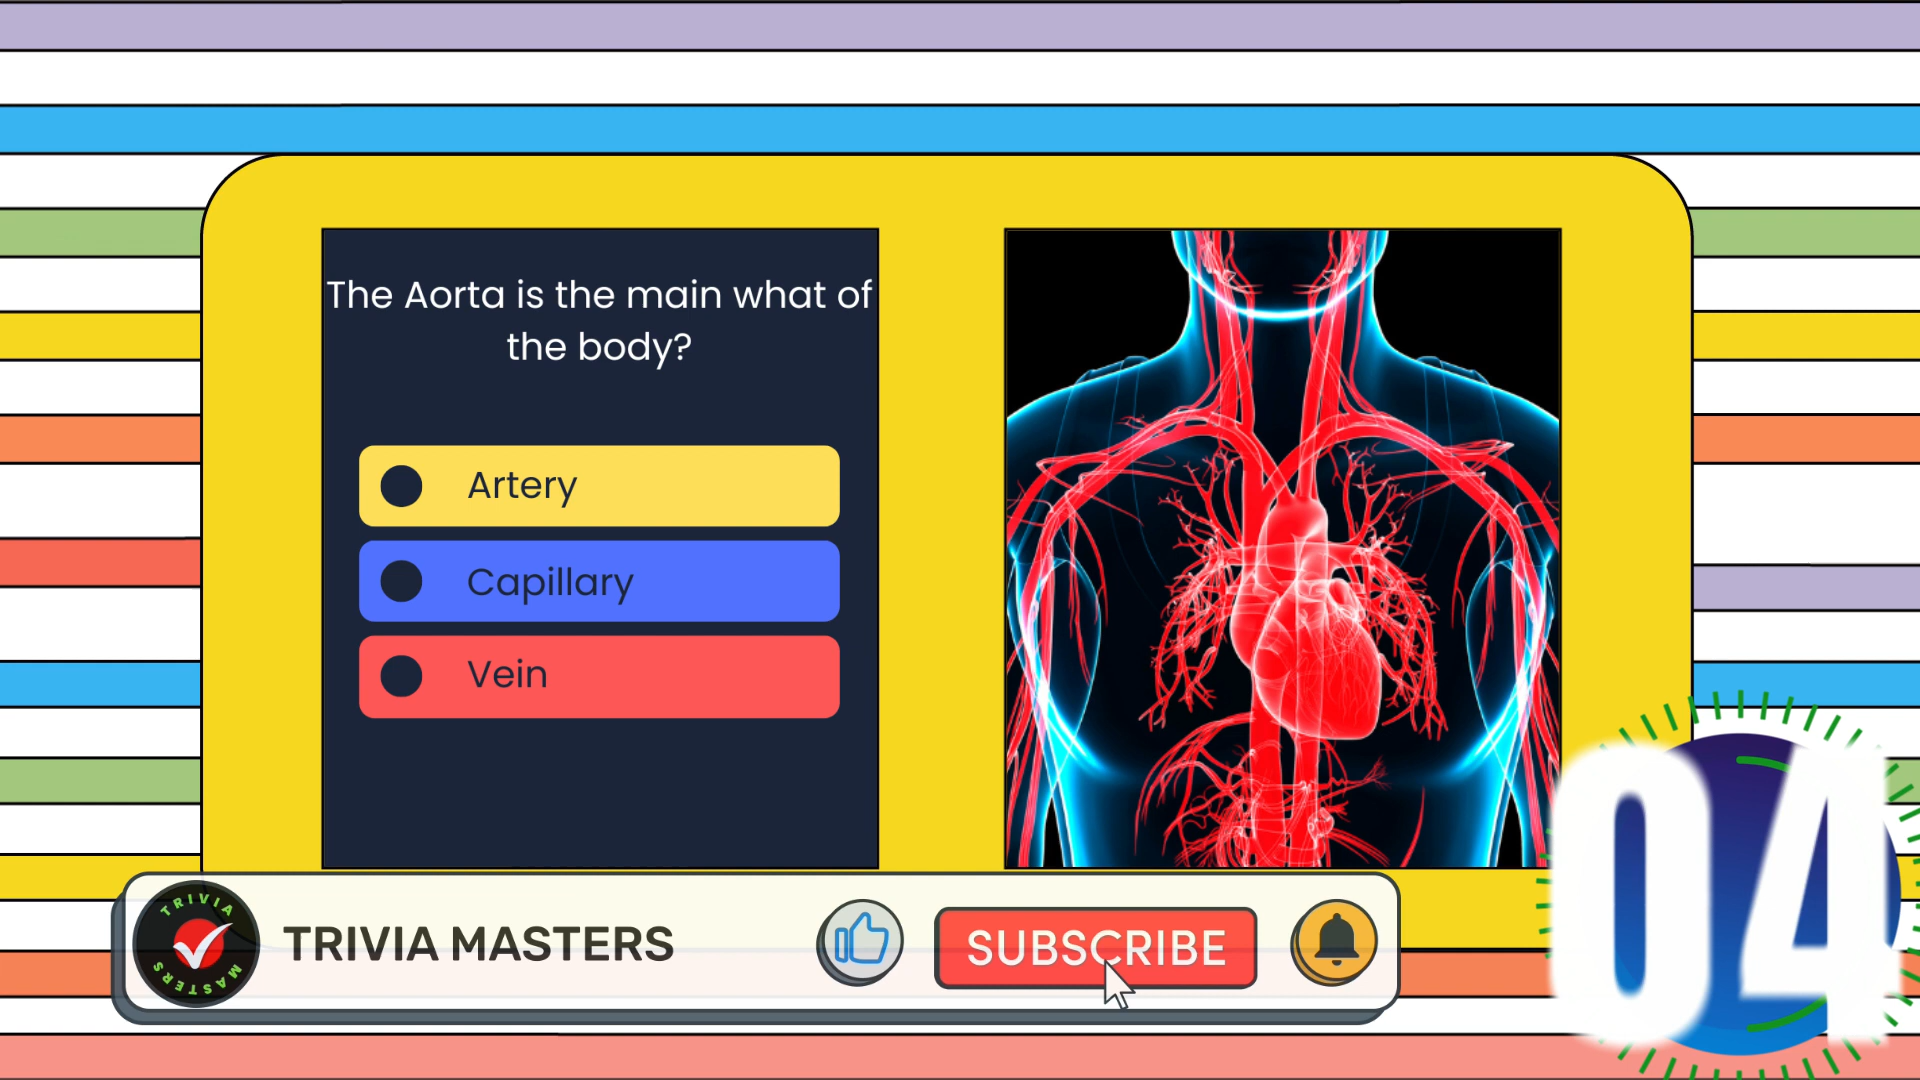 The Aorta is the main what of
the body?
Artery
Capillary
Vein
TRIVIA
MASTERS
TRIVIA MASTERS
SUBSCRIBE
04